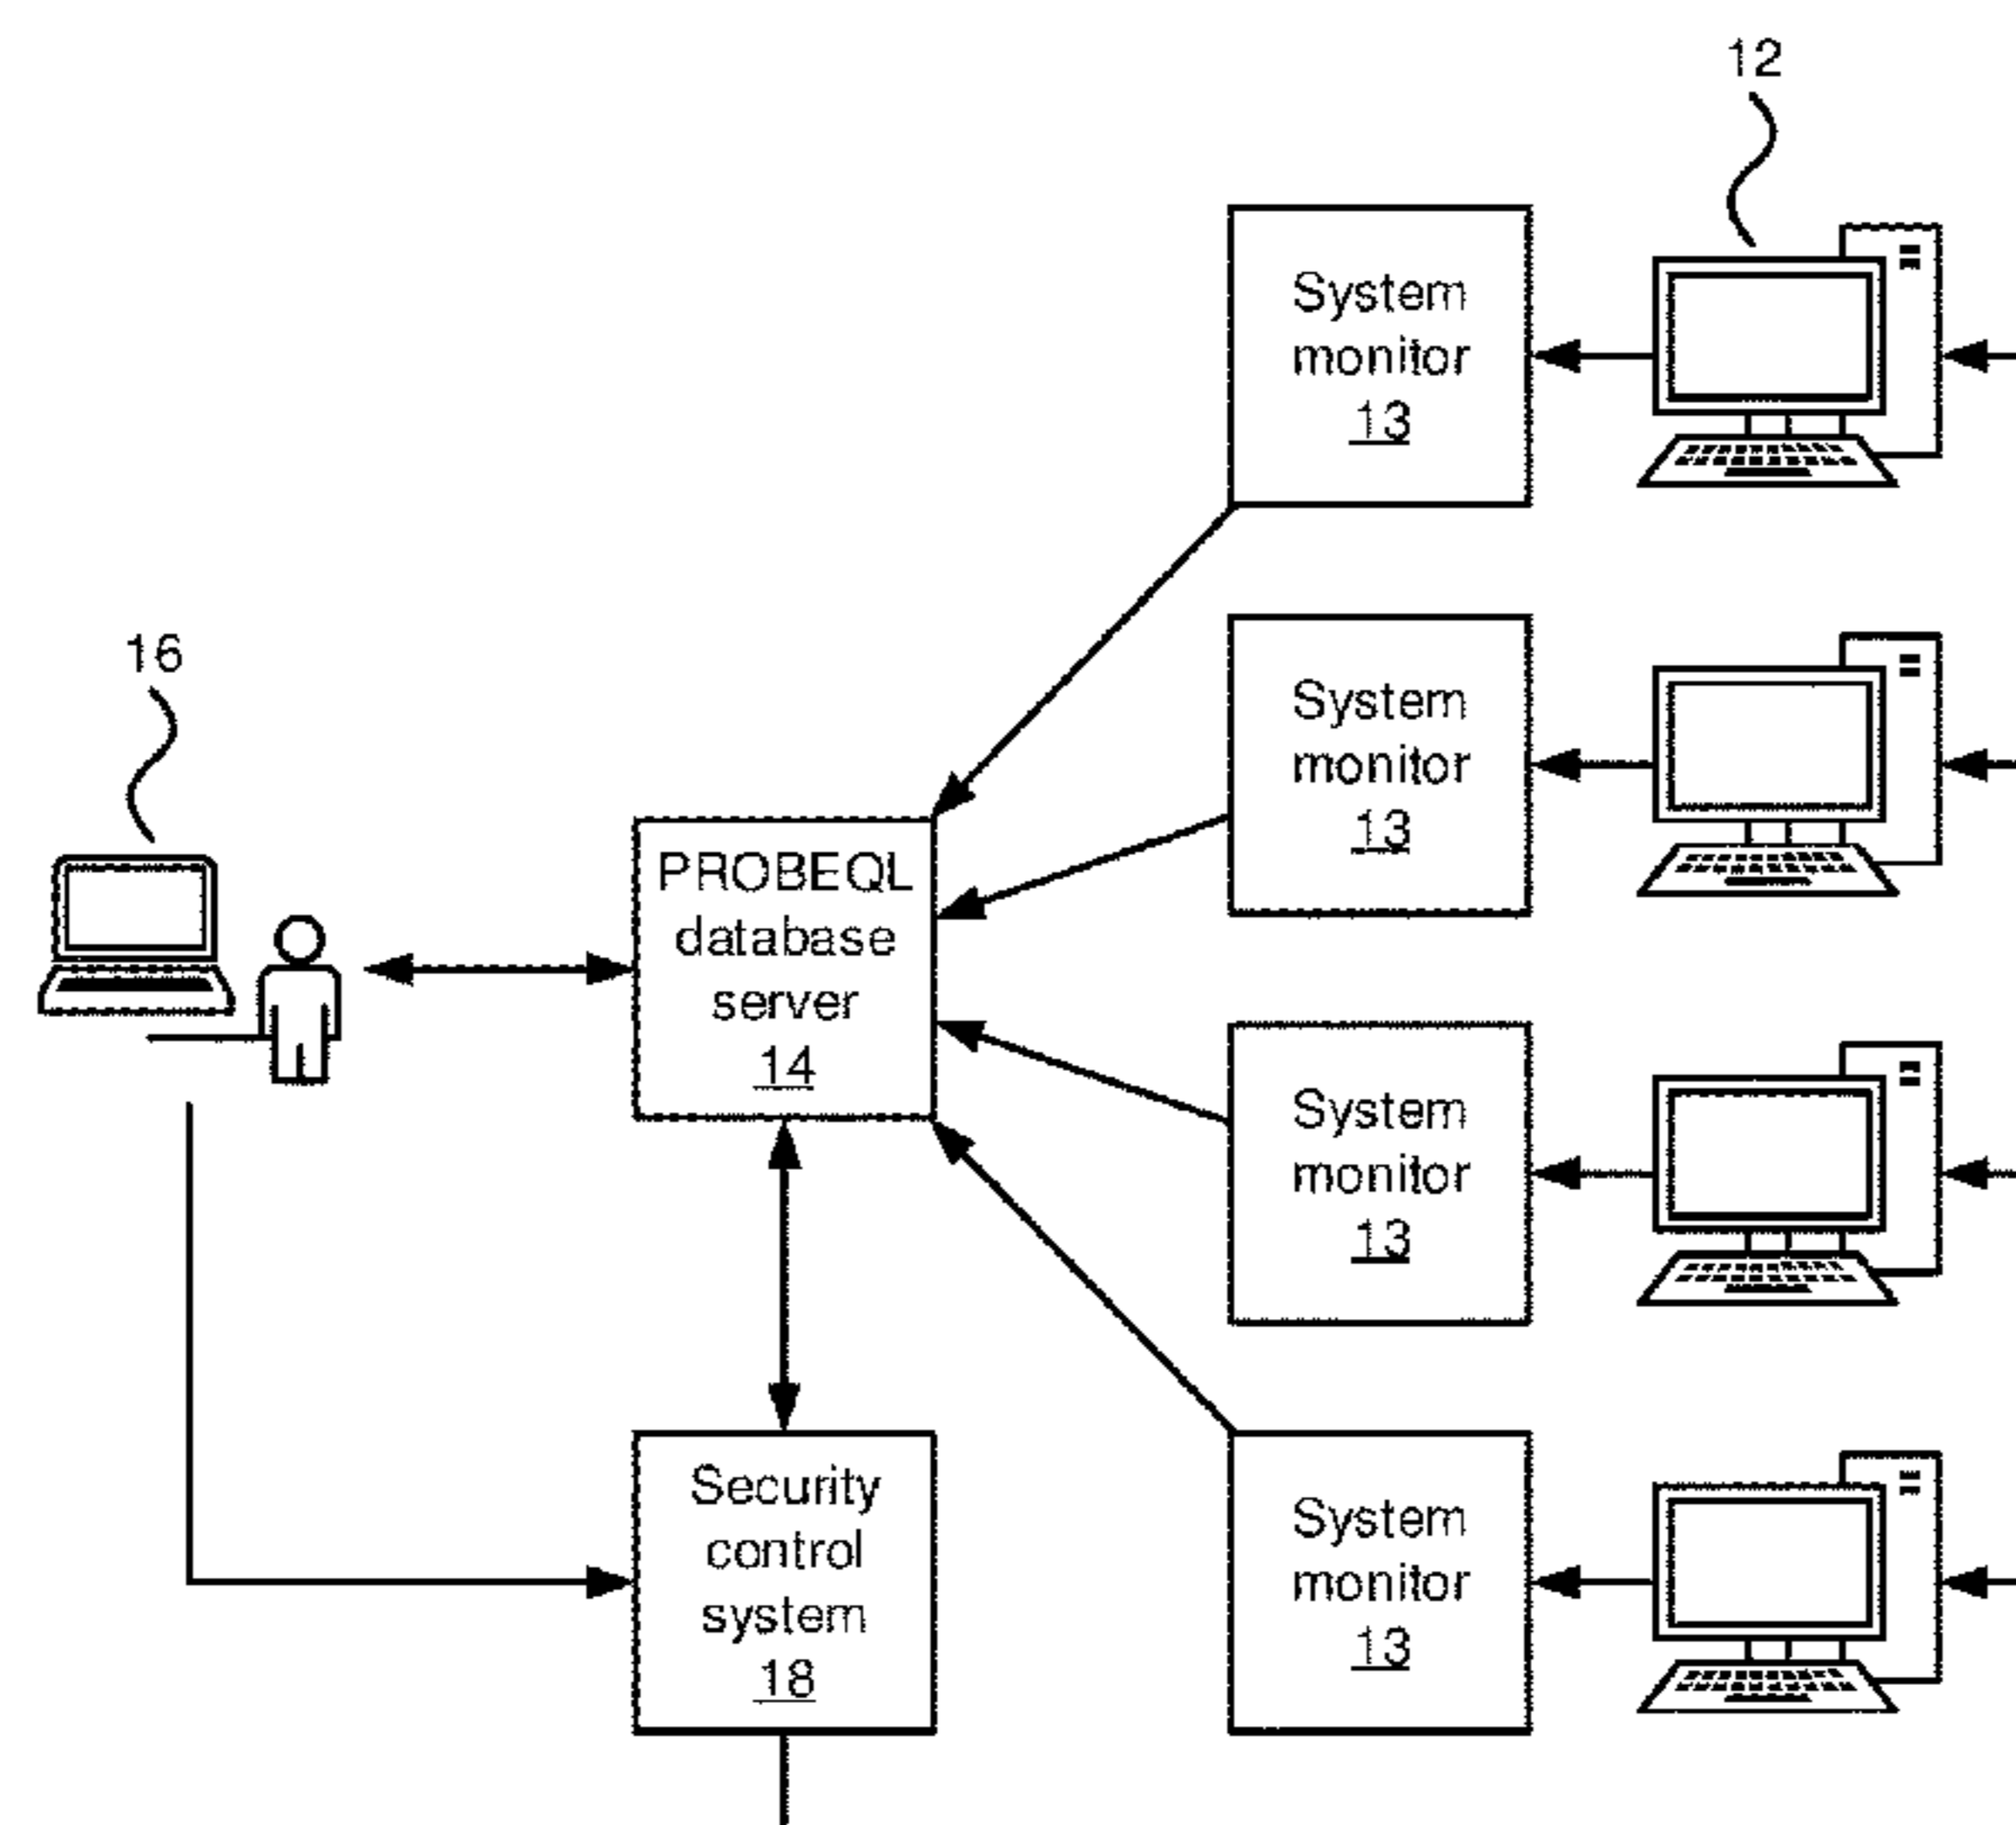 12
System
monitor
13
16
System
monitor
13
PROBEQL
database
server
14
System
monitor
13
Security
control
system
18
System
monitor
13